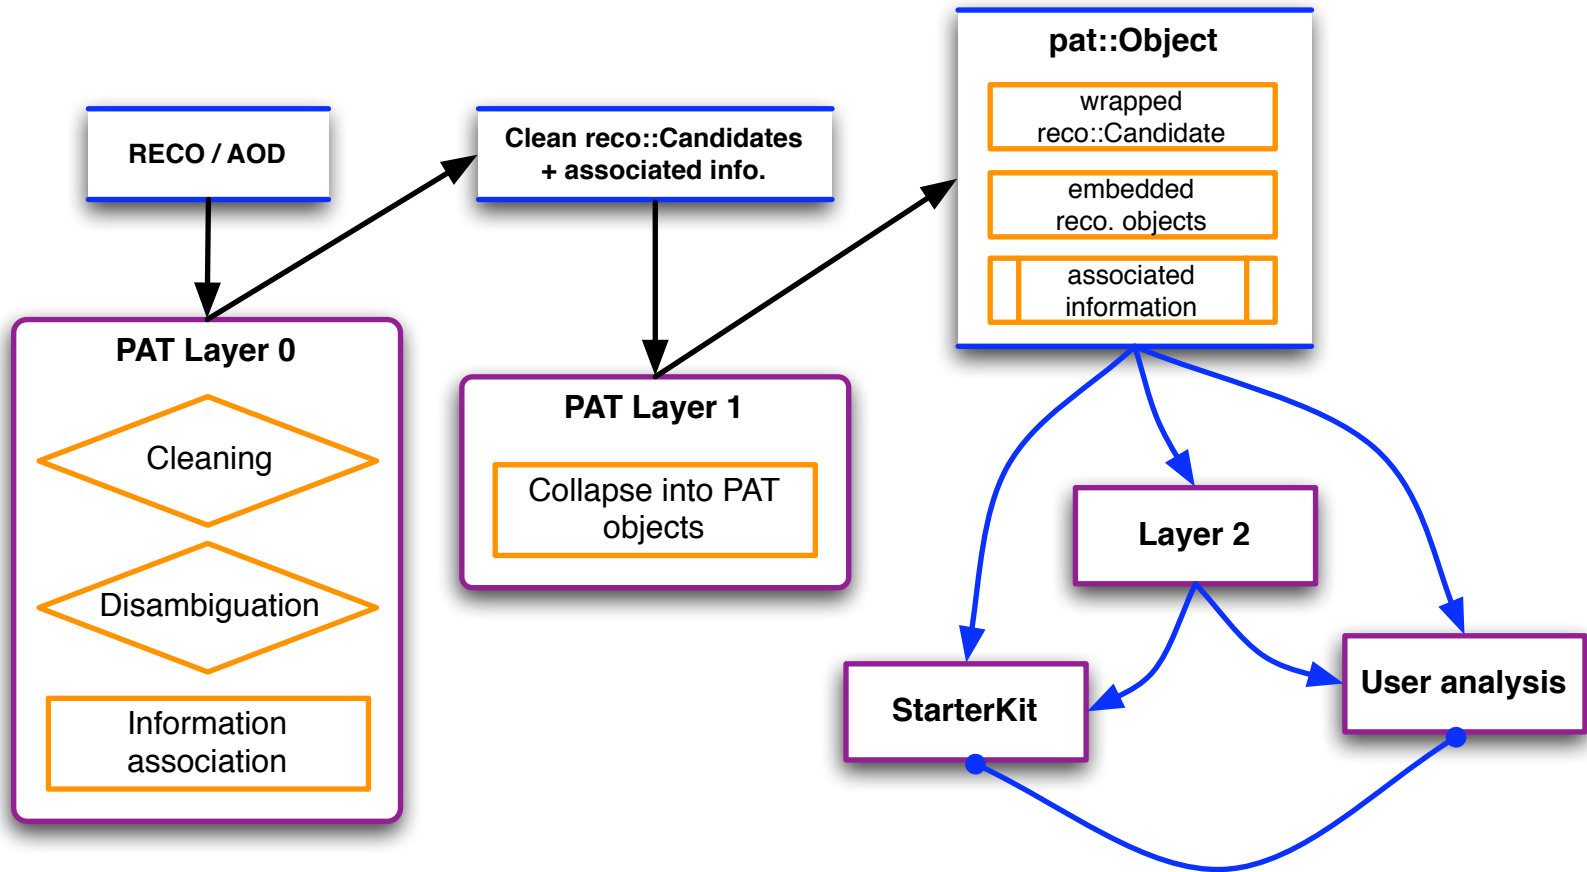 RECO / AOD
PAT Layer 0
Cleaning
Disambiguation
Information
association
Clean reco::Candidates
+ associated info.
PAT Layer 1
Collapse into PAT
objects
pat::Object
wrapped
reco::Candidate
embedded
reco. objects
associated
information
Layer 2
StarterKit
User analysis